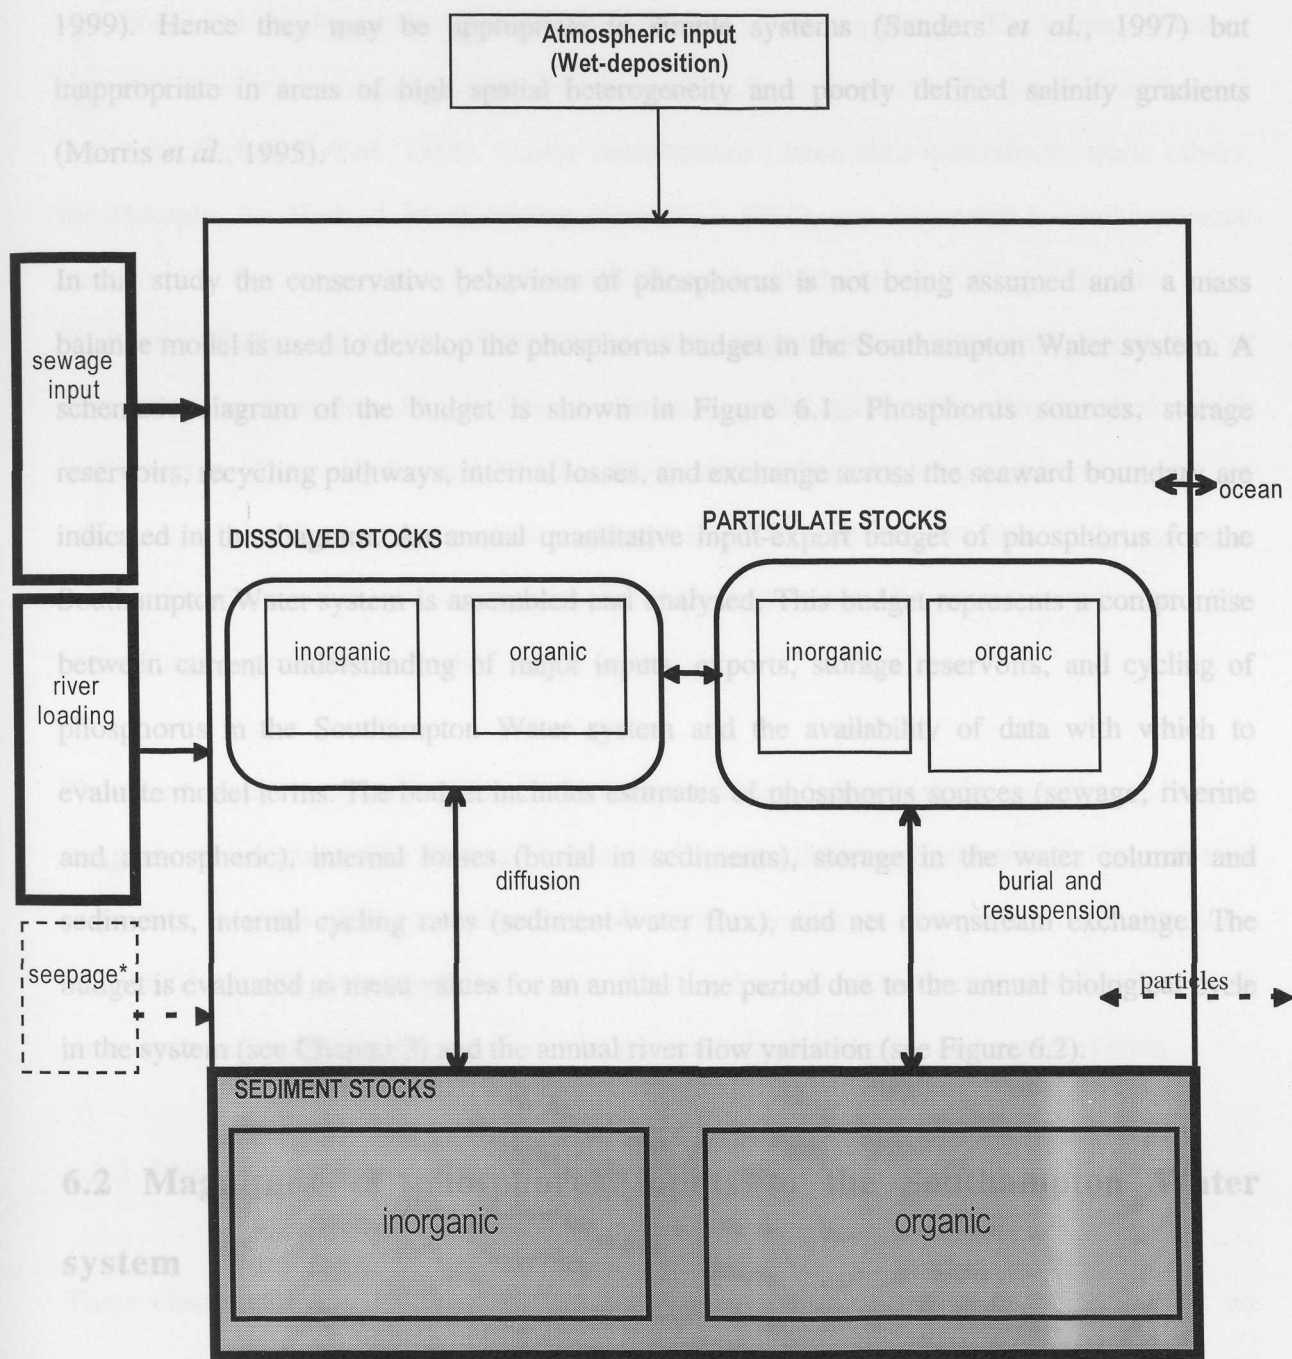 1999). Hence they may be appropriate in simple systems (Sanders et al., 1997) but
Atmospheric input
(Wet-deposition)
inappropriate in areas of high spatial heterogeneity and poorly defined salinity gradients
(Morris et al., 1995).
In this study the conservative behaviour of phosphorus is not being assumed and a mass
balance model is used to develop the phosphorus budget in the Southampton Water system. A
sewage
input
schematic diagram of the budget is shown in Figure 6.1. Phosphorus sources, storage
reservoirs, recycling pathways, internal losses, and exchange across the seaward boundary are
ocean
PARTICULATE STOCKS
DISSOLVED STOCKS
indicated in the annual quantitative input-export budget of phosphorus for the
Southampton Water system is assembled and analysed. This budget represents a compromise
inorganic
organic
inorganic
organic
between current understanding of major inputs, exports, storage reservoirs, and cycling of
river
loading
phosphorus in the Southampton Water system and the availability of data with which to
evaluate model terms. The budget includes estimates of phosphorus sources (sewage, riverine
and atmospheric), internal losses (burial in sediments), storage in the water column and
diffusion
burial and
resuspension
sediments, internal cycling rates (sediment-water flux), and net downstream exchange. The
seepage*
particles
budget is evaluated as mean values for an annual time period due to the annual biological cycle
in the system (see Chapter 3) and the annual river flow variation (see Figure 6.2).
SEDIMENT STOCKS
6.2 Magnitude of phosphorus to the Southampton Water
inorganic
organic
system
are